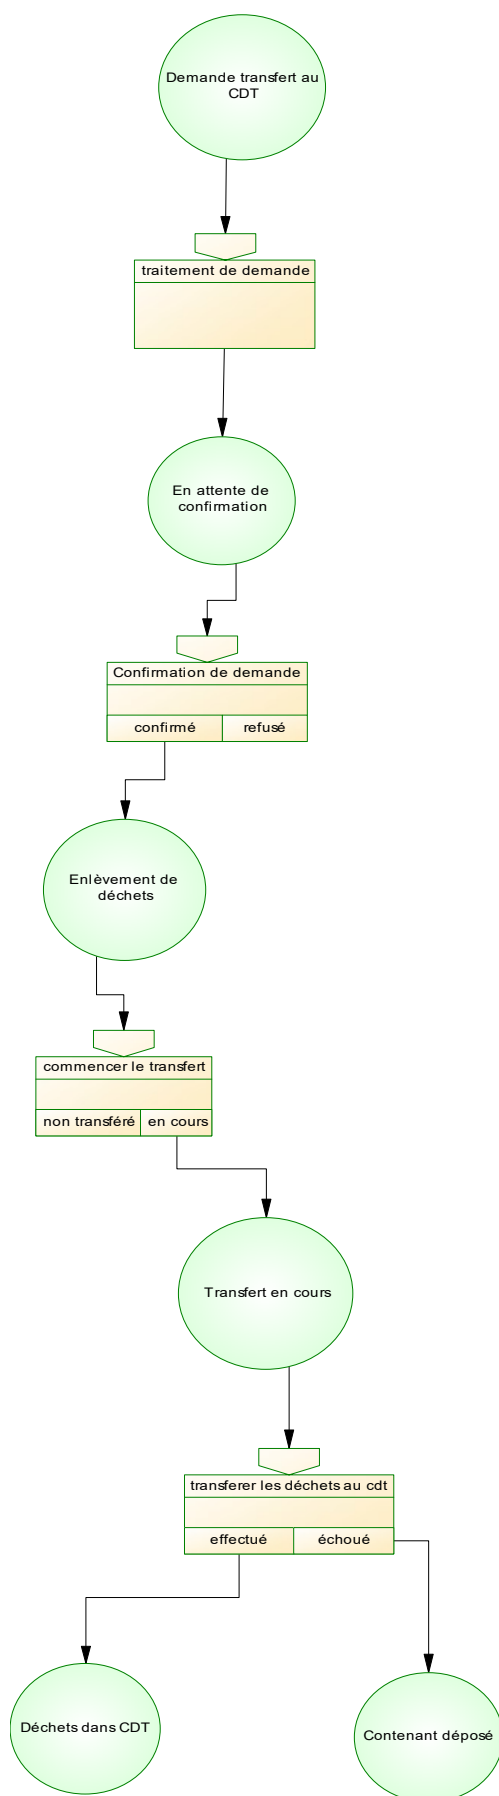 Demande transfert au
CDT
traitement de demande
En attente de
confirmation
Confirmation de demande
confirmé refusé
Enlèvement de
déchets
commencer le transfert
non transféré en cours
Transfert en cours
transferer les déchets au cdt
effectué échoué
Déchets dans CDT
Contenant déposé